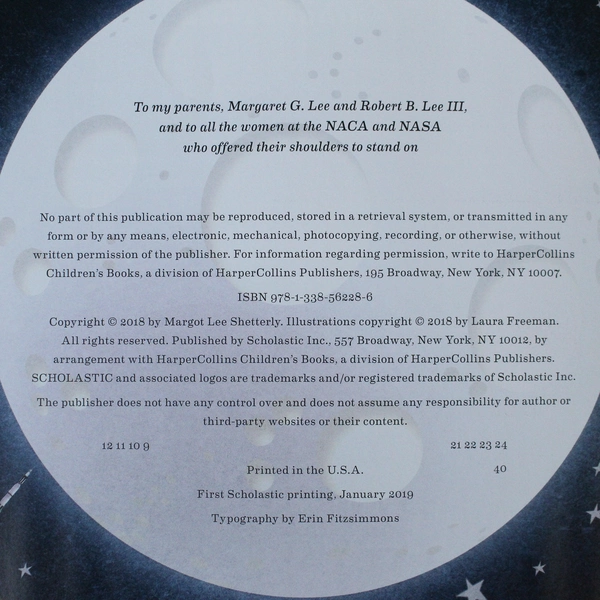 To my parents, Margaret G. Lee and Robert B. Lee III,
and to all the women at the NACA and NASA
who offered their shoulders to stand on
No part of this publication may be reproduced, stored in a retrieval system, or transmitted in any
form or by any means, electronic, mechanical, photocopying, recording, or otherwise, without
written permission of the publisher. For information regarding permission, write to HarperCollins
Children's Books, a division of HarperCollins Publishers, 195 Broadway, New York, NY 10007.
ISBN 978-1-338-56228-6
Copyright © 2018 by Margot Lee Shetterly. Illustrations copyright © 2018 by Laura Freeman.
All rights reserved. Published by Scholastic Inc., 557 Broadway, New York, NY 10012, by
arrangement with HarperCollins Children's Books, a division of HarperCollins Publishers.
SCHOLASTIC and associated logos are trademarks and/or registered trademarks of Scholastic Inc.
The publisher does not have any control over and does not assume any responsibility for author or
third-party websites or their content.
12 11 10 9 21 22 23 24
Printed in the U.S.A. 40
First Scholastic printing, January 2019
Typography by Erin Fitzsimmons